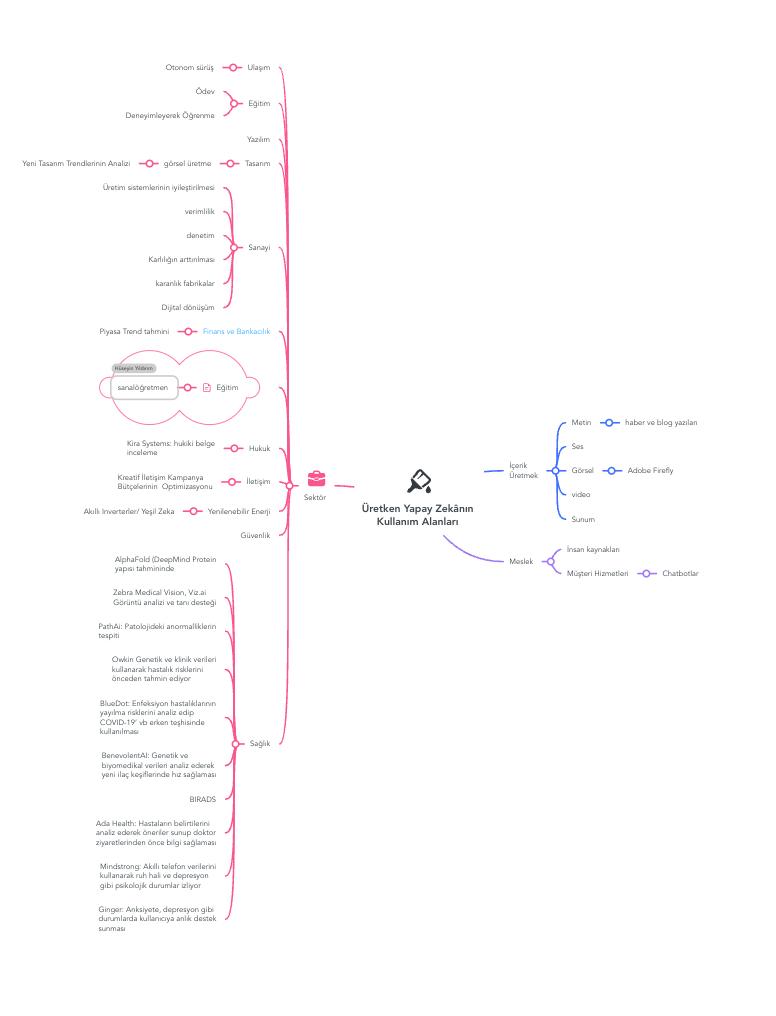 Otonom sürüş
Ulaşım
Ödev
Eğitim
Deneyimleyerek Öğrenme
Yazılım
Yeni Tasarım Trendlerinin Analizi
görsel üretme
Tasarım
Üretim sistemlerinin iyileştirilmesi
verimlilik
denetim
Sanayi
Karlılığın arttırılması
karanlık fabrikalar
Dijital dönüşüm
Piyasa Trend tahmini
Finans ve Bankacılık
Hüseyin Yıldırım
sanalöğretmen
Eğitim
Kira Systems: hukiki belge
inceleme
Hukuk
Kreatif İletişim Kampanya
Bütçelerinin Optimizasyonu
İletişim
Akıllı Inverterler/ Yeşil Zeka
Yenilenebilir Enerji
Güvenlik
AlphaFold (DeepMind Protein
yapısı tahmininde
Zebra Medical Vision, Viz.ai
Görüntü analizi ve tanı desteği
PathAi: Patolojideki anormalliklerin
tespiti
Owkin Genetik ve klinik verileri
kullanarak hastalık risklerini
önceden tahmin ediyor
BlueDot: Enfeksiyon hastalıklarının
yayılma risklerini analiz edip
COVID-19' vb erken teşhisinde
kullanılması
Sağlık
BenevolentAI: Genetik ve
biyomedikal verileri analiz ederek
yeni ilaç keşiflerinde hız sağlaması
BIRADS
Ada Health: Hastaların belirtilerini
analiz ederek öneriler sunup doktor
ziyaretlerinden önce bilgi sağlaması
Mindstrong: Akıllı telefon verilerini
kullanarak ruh hali ve depresyon
gibi psikolojik durumlar izliyor
Ginger: Anksiyete, depresyon gibi
durumlarda kullanıcıya anlık destek
sunması
Sektör
Üretken Yapay Zekânın
Kullanım Alanları
İçerik
Üretmek
Metin
haber ve blog yazıları
Ses
Görsel
Adobe Firefly
video
Sunum
Meslek
İnsan kaynakları
Müşteri Hizmetleri
Chatbotlar